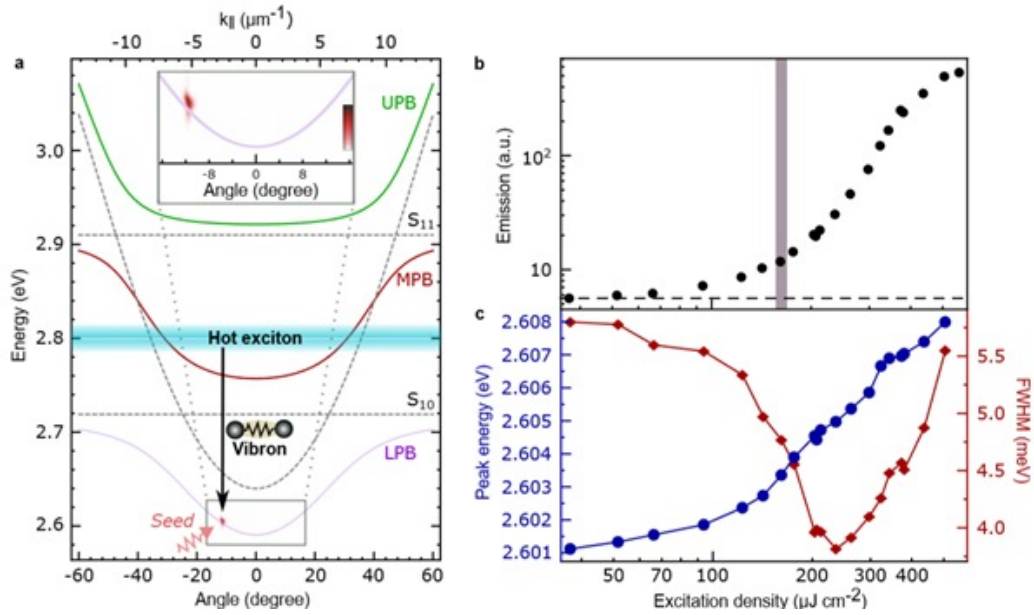 k∥ (μm⁻¹)
-10 -5 0 5 10
a
UPB
3.0
-8 0 8
Angle (degree)
S₁₁
2.9
MPB
Energy (eV)
2.8
Hot exciton
S₁₀
2.7
Vibron
LPB
2.6
Seed
-60 -40 -20 0 20 40 60
Angle (degree)
b
10²
Emission (a.u.)
10
c
2.608
2.607
2.606
2.605
2.604
2.603
2.602
2.601
Peak energy (eV)
5.5
5.0
4.5
4.0
FWHM (meV)
50 70 100 200 300 400
Excitation density (μJ cm⁻²)